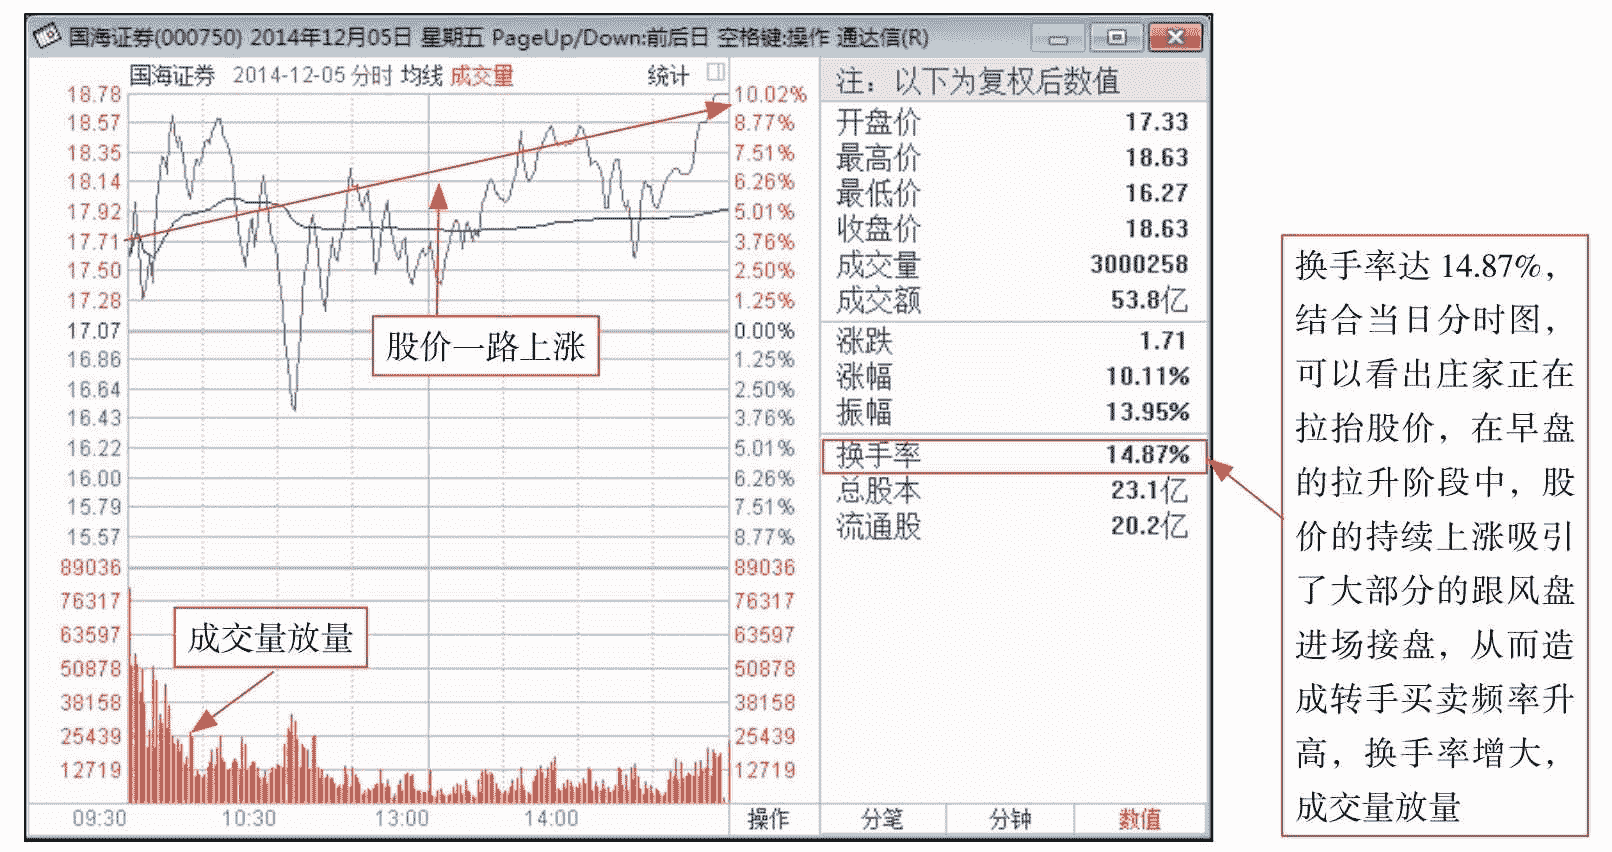 国海证券(000750) 2014年12月05日 星期五 PageUp/Down:前后日 空格键:操作 通达信(R)
国海证券 2014-12-05 分时 均线 成交量 统计
18.78
18.57
18.35
18.14
17.92
17.71
17.50
17.28
17.07
16.86
16.64
16.43
16.22
16.00
15.79
15.57
89036
76317
63597
50878
38158
25439
12719
股价一路上涨
成交量放量
10.02%
8.77%
7.51%
6.26%
5.01%
3.76%
2.50%
1.25%
0.00%
1.25%
2.50%
3.76%
5.01%
6.26%
7.51%
8.77%
89036
76317
63597
50878
38158
25439
12719
09:30 10:30 13:00 14:00 操作
注：以下为复权后数值
开盘价 17.33
最高价 18.63
最低价 16.27
收盘价 18.63
成交量 3000258
成交额 53.8亿
涨跌 1.71
涨幅 10.11%
振幅 13.95%
换手率 14.87%
总股本 23.1亿
流通股 20.2亿
分笔 分钟 数值
换手率达 14.87%，
结合当日分时图，
可以看出庄家正在
拉抬股价，在早盘
的拉升阶段中，股
价的持续上涨吸引
了大部分的跟风盘
进场接盘，从而造
成转手买卖频率升
高，换手率增大，
成交量放量